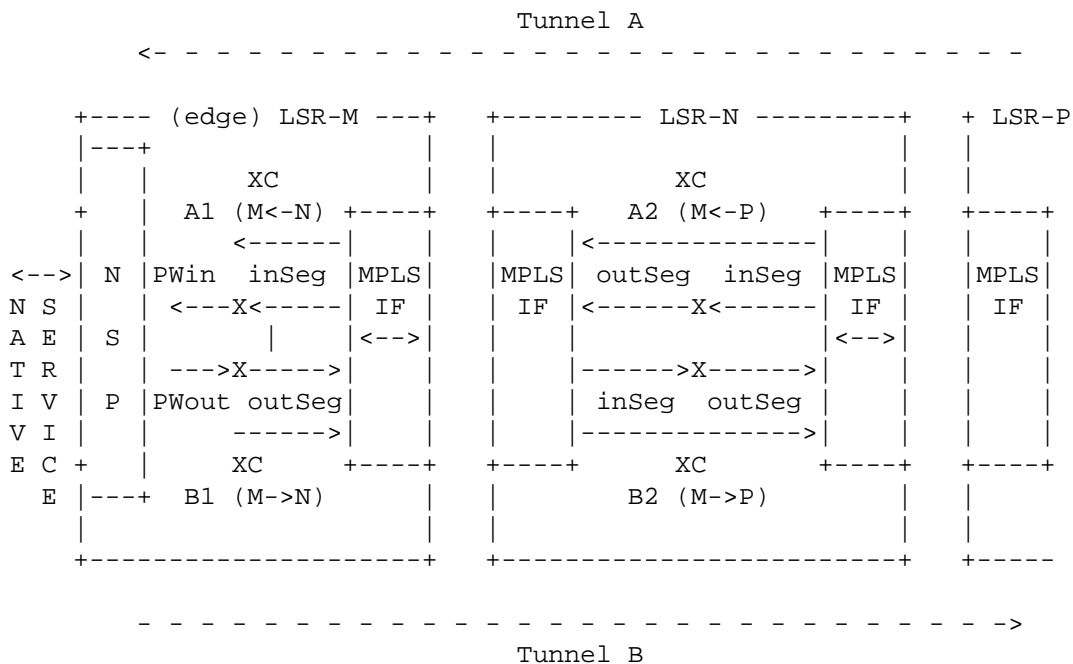 Tunnel A
<- - - - - - - - - - - - - - - - - - - - - - - - - - - - - - -
+---- (edge) LSR-M ---+ +--------- LSR-N ---------+ + LSR-P
|---+ | | | |
| | XC | | XC | |
+ | A1 (M<-N) +----+ +----+ A2 (M<-P) +----+ +----+
| | <------| | | |<--------------| | | |
<-->| N |PWin inSeg |MPLS| |MPLS| outSeg inSeg |MPLS| |MPLS|
N S | | <---X<-----| IF | | IF |<------X<------| IF | | IF |
A E | S | | |<-->| | | |<-->| | |
T R | | --->X----->| | | |------>X------>| | | |
I V | P |PWout outSeg| | | | inSeg outSeg | | | |
V I | | ------>| | | |-------------->| | | |
E C + | XC +----+ +----+ XC +----+ +----+
E |---+ B1 (M->N) | | B2 (M->P) | |
| | | | |
+---------------------+ +-------------------------+ +-----
- - - - - - - - - - - - - - - - - - - - - - - - - - - - - - ->
Tunnel B